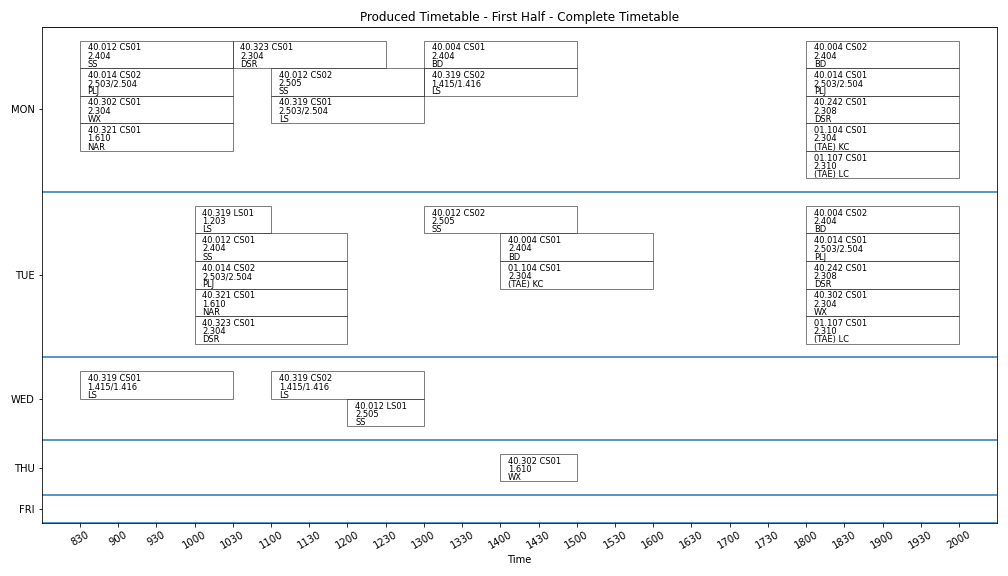 Produced Timetable - First Half - Complete Timetable
MON
40.012 CS01
2.404
SS
40.323 CS01
2.304
DSR
40.004 CS01
2.404
BD
40.004 CS02
2.404
BD
40.014 CS02
2.503/2.504
PLJ
40.012 CS02
2.505
SS
40.319 CS02
1.415/1.416
LS
40.014 CS01
2.503/2.504
PLJ
40.302 CS01
2.304
WX
40.319 CS01
2.503/2.504
LS
40.242 CS01
2.308
DSR
40.321 CS01
1.610
NAR
01.104 CS01
2.304
(TAE) KC
01.107 CS01
2.310
(TAE) LC
TUE
40.319 LS01
1.203
LS
40.012 CS02
2.505
SS
40.004 CS02
2.404
BD
40.012 CS01
2.404
SS
40.004 CS01
2.404
BD
40.014 CS01
2.503/2.504
PLJ
40.014 CS02
2.503/2.504
PLJ
01.104 CS01
2.304
(TAE) KC
40.242 CS01
2.308
DSR
40.321 CS01
1.610
NAR
40.302 CS01
2.304
WX
40.323 CS01
2.304
DSR
01.107 CS01
2.310
(TAE) LC
WED
40.319 CS01
1.415/1.416
LS
40.319 CS02
1.415/1.416
LS
40.012 LS01
2.505
SS
THU
40.302 CS01
1.610
WX
FRI
830 900 930 1000 1030 1100 1130 1200 1230 1300 1330 1400 1430 1500 1530 1600 1630 1700 1730 1800 1830 1900 1930 2000
Time